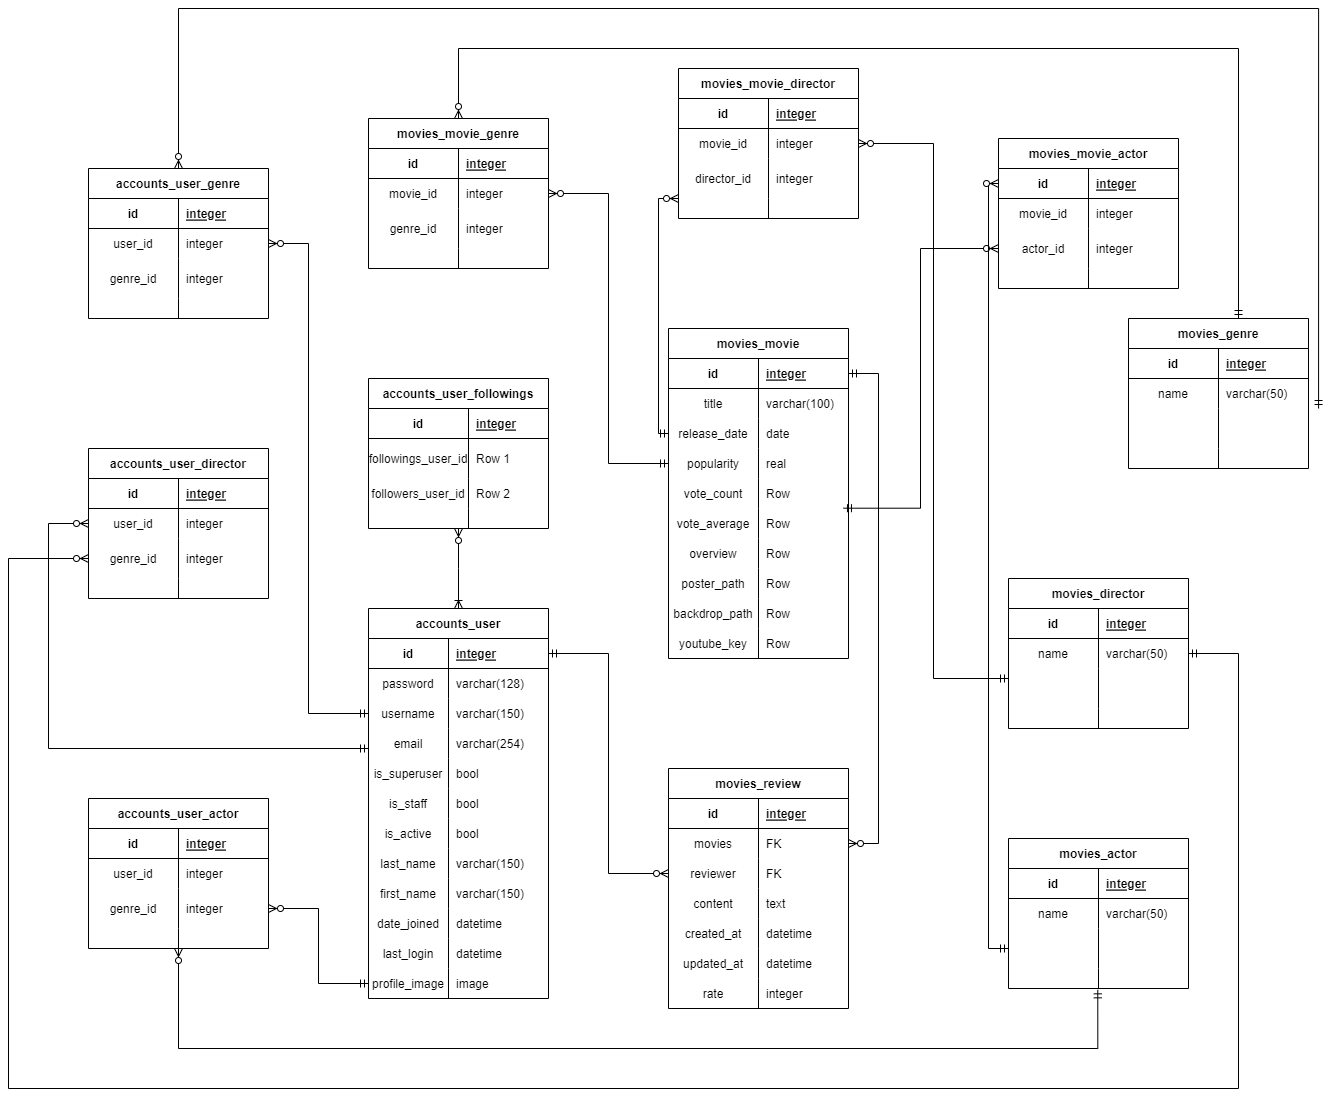 movies_movie_director
id integer
movie_id integer
director_id integer
movies_movie_genre
id integer
movie_id integer
genre_id integer
movies_movie_actor
id integer
movie_id integer
actor_id integer
accounts_user_genre
id integer
user_id integer
genre_id integer
movies_genre
id integer
name varchar(50)
movies_movie
id integer
title varchar(100)
release_date date
popularity real
vote_count Row
vote_average Row
overview Row
poster_path Row
backdrop_path Row
youtube_key Row
accounts_user_followings
id integer
followings_user_id Row 1
followers_user_id Row 2
accounts_user_director
id integer
user_id integer
genre_id integer
movies_director
id integer
name varchar(50)
accounts_user
id integer
password varchar(128)
username varchar(150)
email varchar(254)
is_superuser bool
is_staff bool
is_active bool
last_name varchar(150)
first_name varchar(150)
date_joined datetime
last_login datetime
profile_image image
movies_review
id integer
movies FK
reviewer FK
content text
created_at datetime
updated_at datetime
rate integer
accounts_user_actor
id integer
user_id integer
genre_id integer
movies_actor
id integer
name varchar(50)